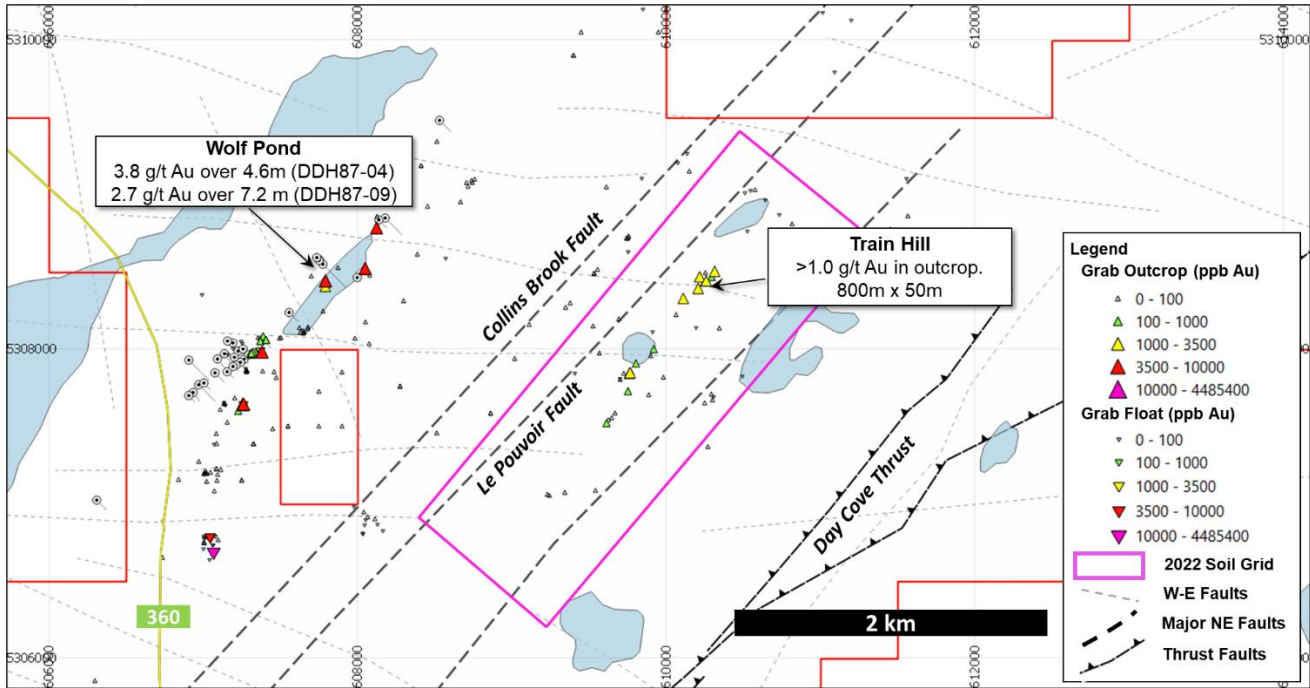 606000
608000
610000
612000
614000
5310000
5310000
Wolf Pond
3.8 g/t Au over 4.6m (DDH87-04)
2.7 g/t Au over 7.2 m (DDH87-09)
Collins Brook Fault
Train Hill
>1.0 g/t Au in outcrop.
800m x 50m
5308000
Le Pouvoir Fault
Day Cove Thrust
360
2 km
5306000
606000
608000
610000
612000
Legend
Grab Outcrop (ppb Au)
0 - 100
100 - 1000
1000 - 3500
3500 - 10000
10000 - 4485400
Grab Float (ppb Au)
0 - 100
100 - 1000
1000 - 3500
3500 - 10000
10000 - 4485400
2022 Soil Grid
W-E Faults
Major NE Faults
Thrust Faults